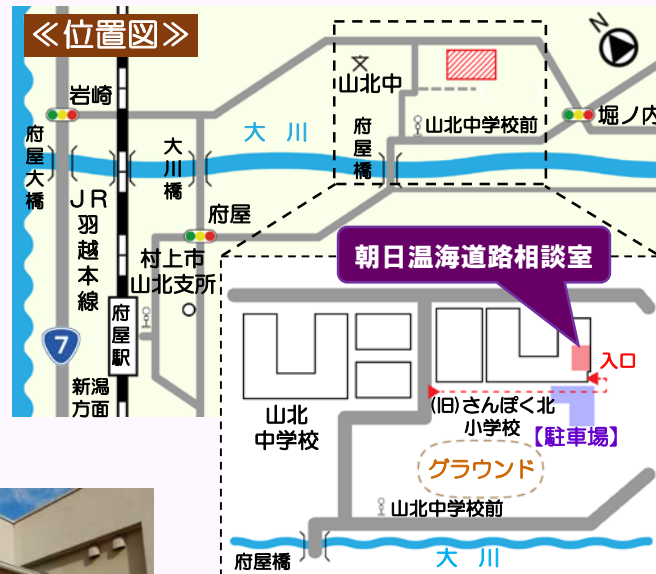 ≪位置図≫
N
岩崎
文
山北中
山北中学校前
堀ノ内
府屋大橋
大川橋
大 川
府屋橋
JR羽越本線
府屋
村上市
山北支所
府屋駅
7
新潟
方面
朝日温海道路相談室
入口
山北
中学校
(旧)さんぽく北
小学校
【駐車場】
グラウンド
山北中学校前
府屋橋
大 川